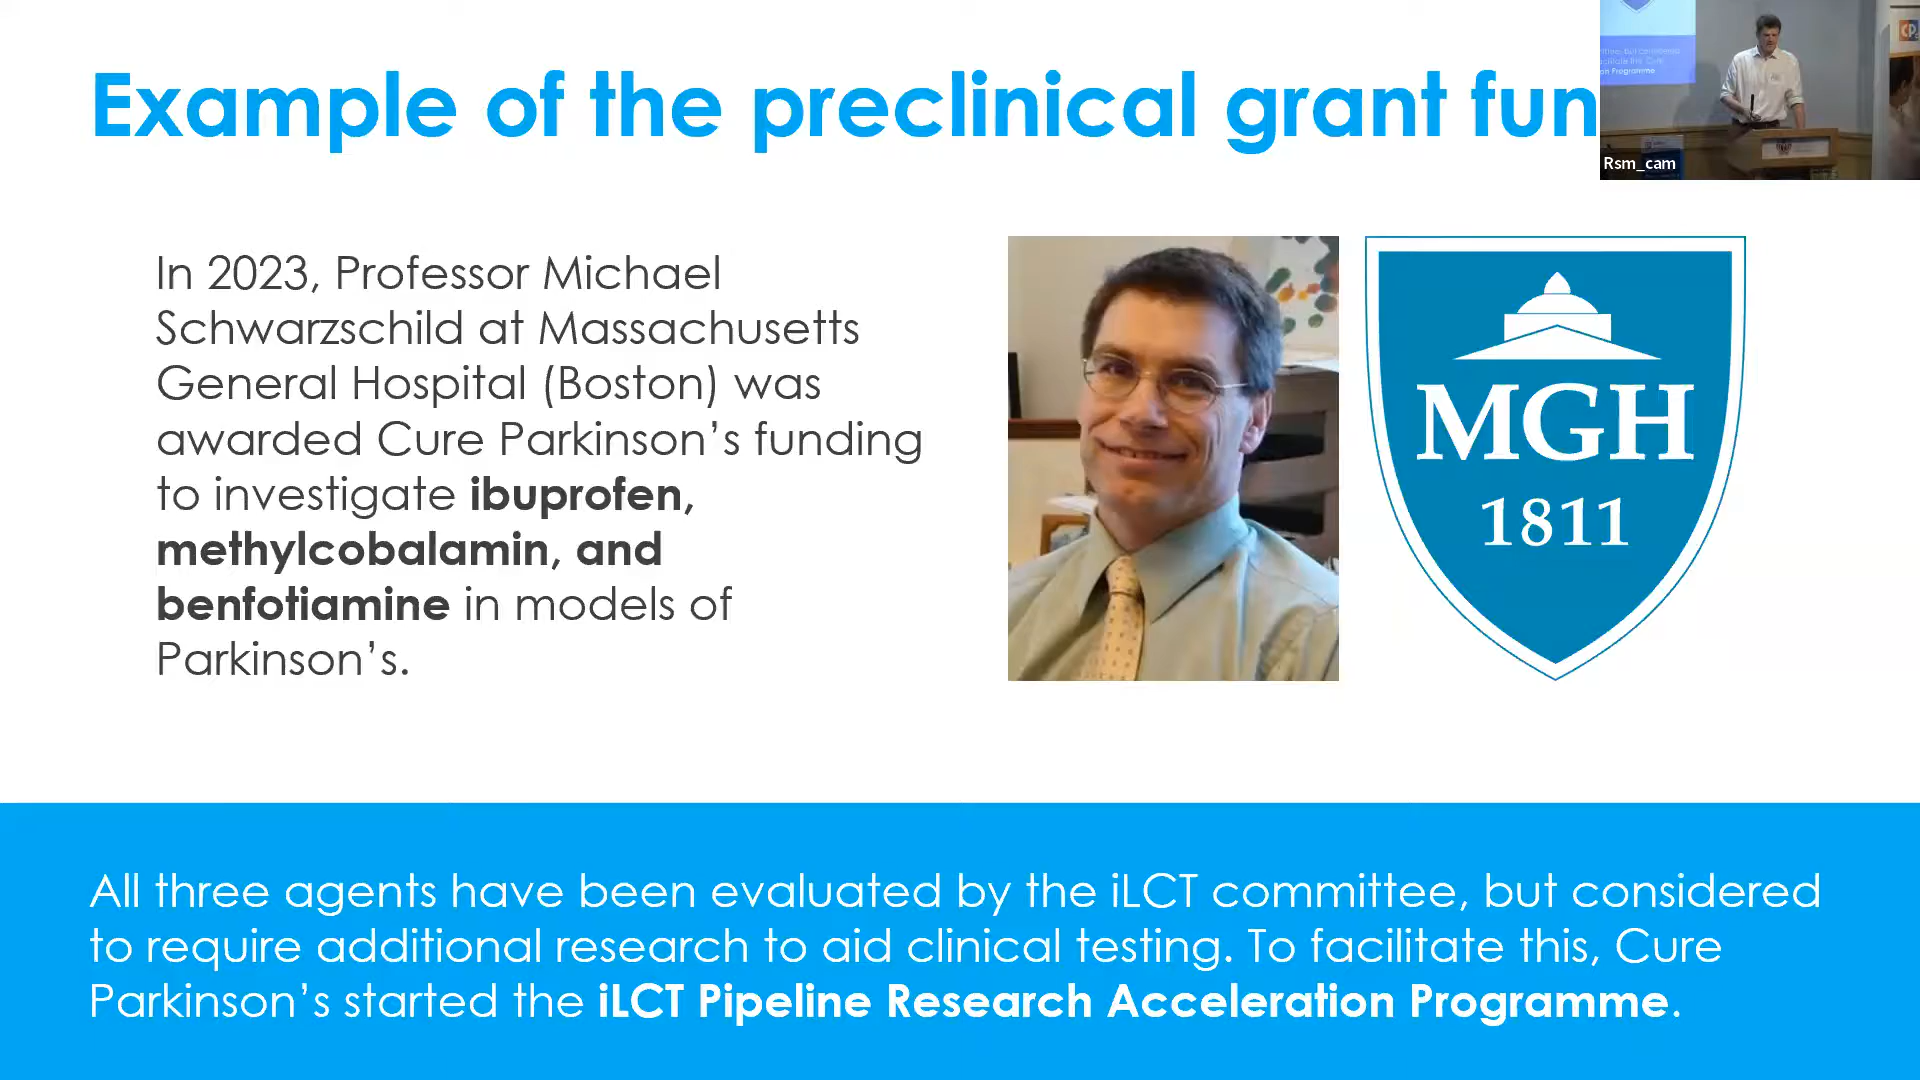 Example of the preclinical grant fun
CP
Rsm_cam
In 2023, Professor Michael
Schwarzschild at Massachusetts
General Hospital (Boston) was
awarded Cure Parkinson’s funding
to investigate ibuprofen,
methylcobalamin, and
benfotiamine in models of
Parkinson’s.
MGH
1811
All three agents have been evaluated by the iLCT committee, but considered
to require additional research to aid clinical testing. To facilitate this, Cure
Parkinson’s started the iLCT Pipeline Research Acceleration Programme.